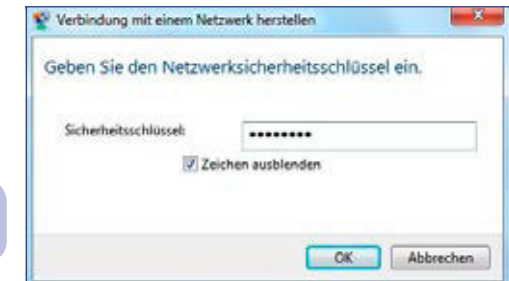 Verbindung mit einem Netzwerk herstellen
Geben Sie den Netzwerksicherheitsschlüssel ein.
Sicherheitsschlüssel:
••••••••
Zeichen ausblenden
OK Abbrechen